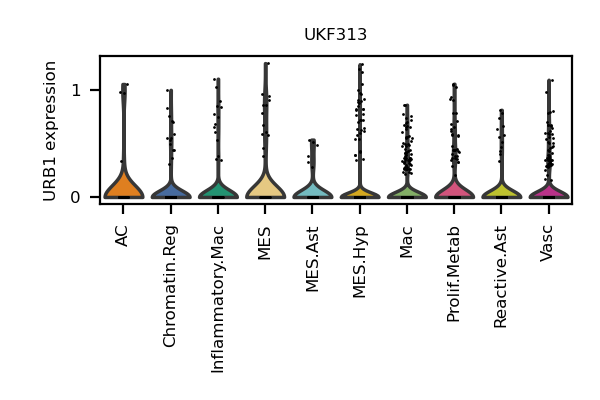 UKF313
URB1 expression
1
0
AC
Chromatin.Reg
Inflammatory.Mac
MES
MES.Ast
MES.Hyp
Mac
Prolif.Metab
Reactive.Ast
Vasc